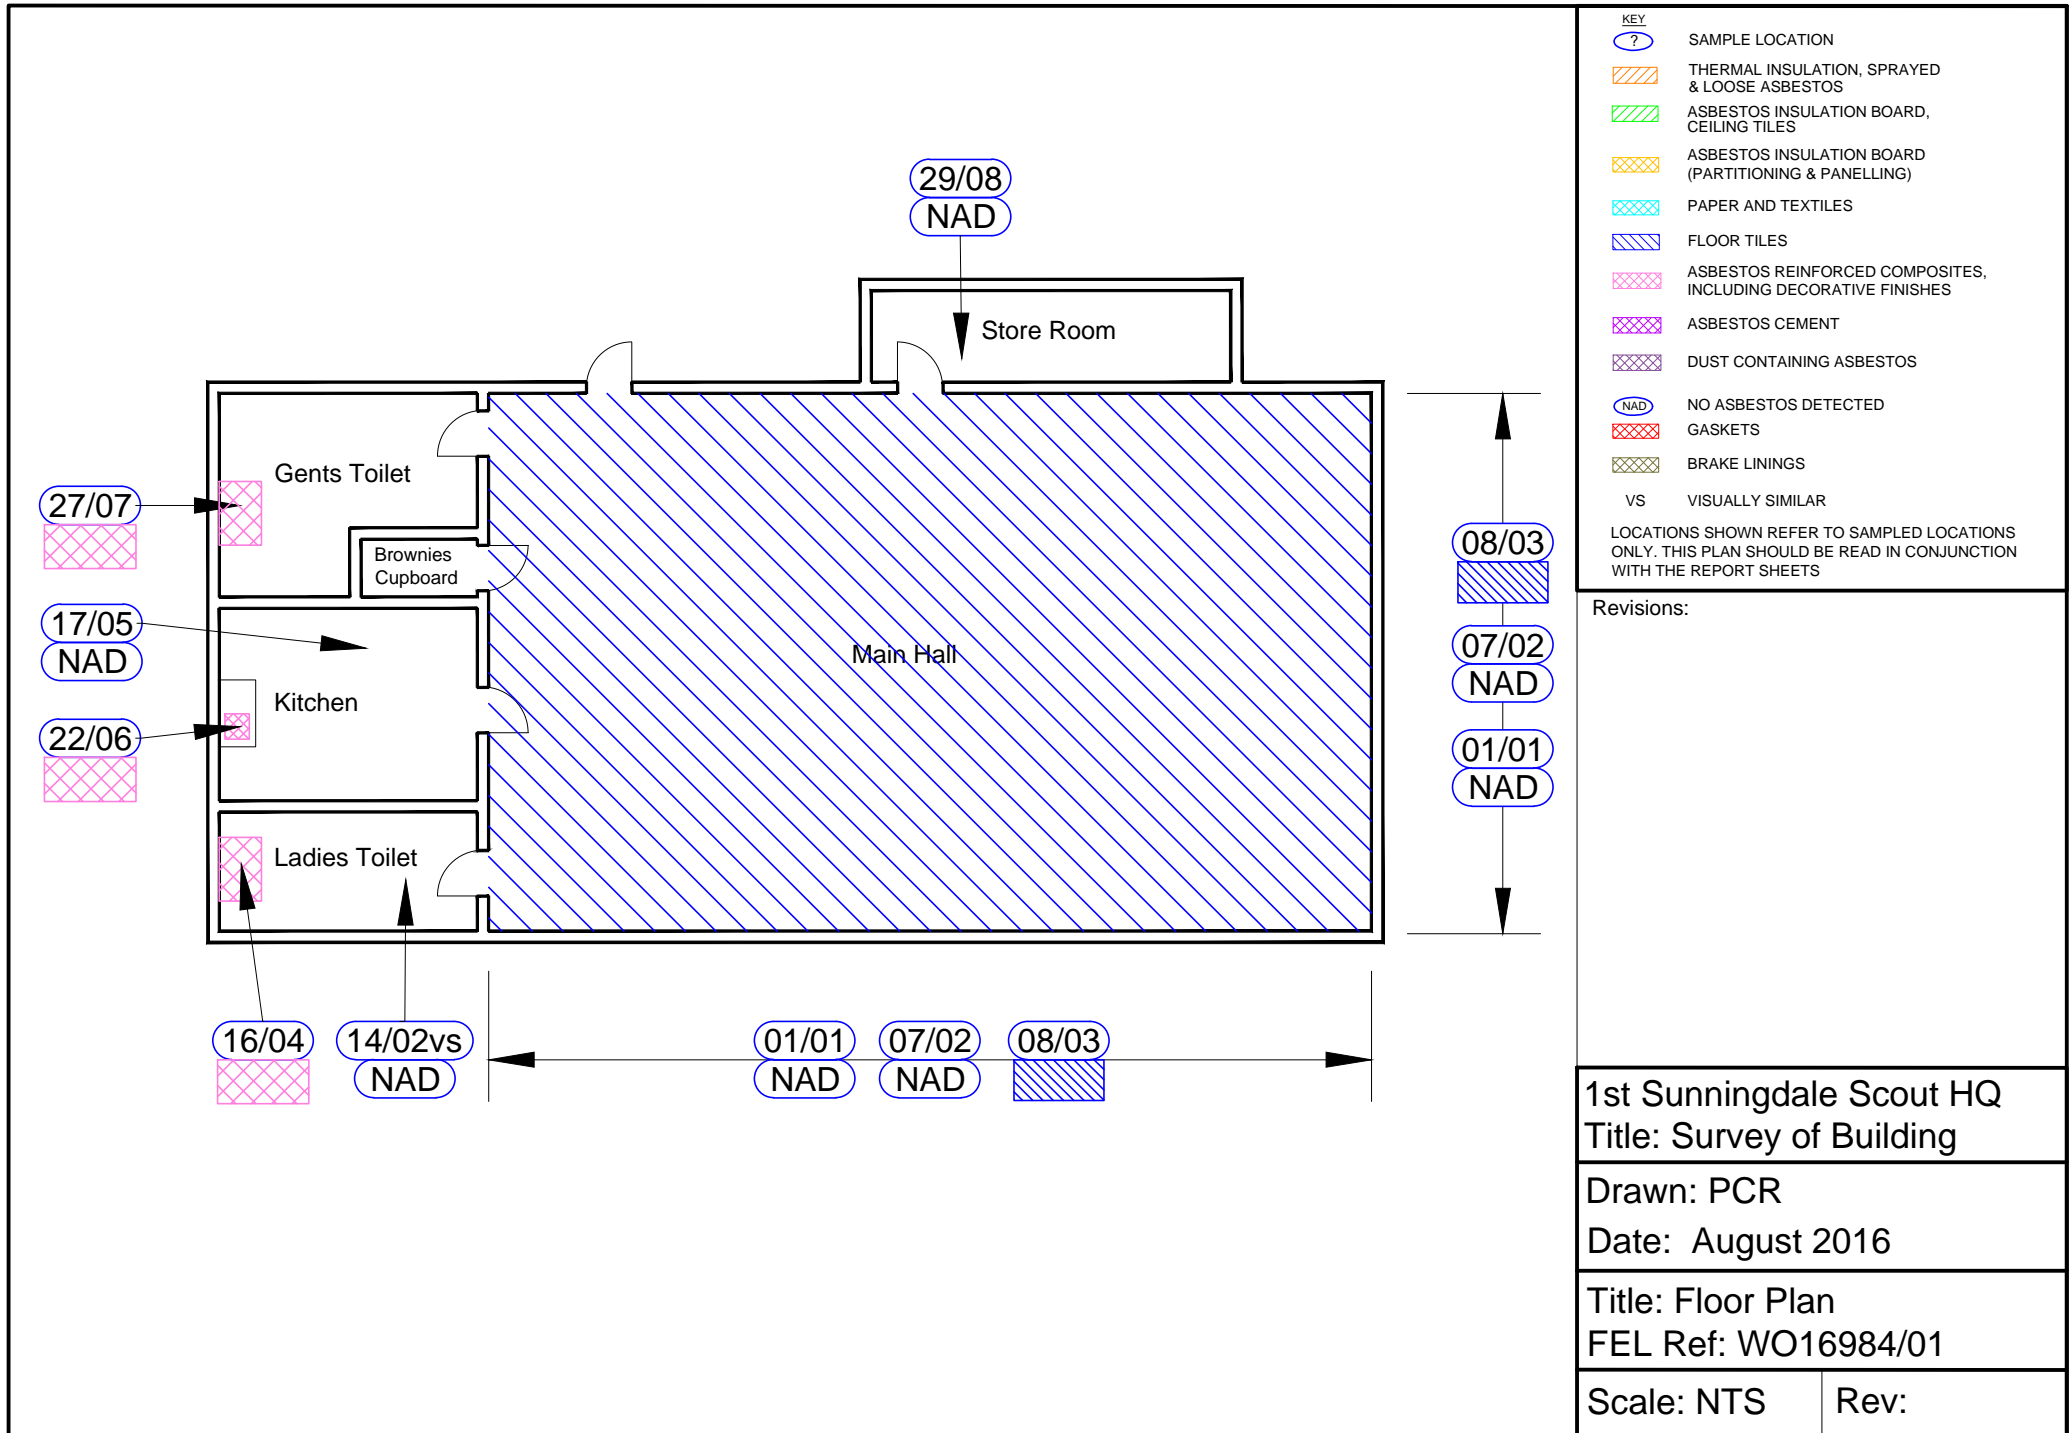 KEY
? SAMPLE LOCATION
THERMAL INSULATION, SPRAYED
& LOOSE ASBESTOS
ASBESTOS INSULATION BOARD,
CEILING TILES
ASBESTOS INSULATION BOARD
(PARTITIONING & PANELLING)
PAPER AND TEXTILES
FLOOR TILES
ASBESTOS REINFORCED COMPOSITES,
INCLUDING DECORATIVE FINISHES
ASBESTOS CEMENT
DUST CONTAINING ASBESTOS
NAD NO ASBESTOS DETECTED
GASKETS
BRAKE LININGS
VS VISUALLY SIMILAR
LOCATIONS SHOWN REFER TO SAMPLED LOCATIONS
ONLY. THIS PLAN SHOULD BE READ IN CONJUNCTION
WITH THE REPORT SHEETS
Revisions:
29/08
NAD
Store Room
Gents Toilet
27/07
Brownies
Cupboard
17/05
NAD
Main Hall
Kitchen
22/06
Ladies Toilet
08/03
07/02
NAD
01/01
NAD
16/04
14/02vs
NAD
01/01
NAD
07/02
NAD
08/03
1st Sunningdale Scout HQ
Title: Survey of Building
Drawn: PCR
Date: August 2016
Title: Floor Plan
FEL Ref: WO16984/01
Scale: NTS
Rev: